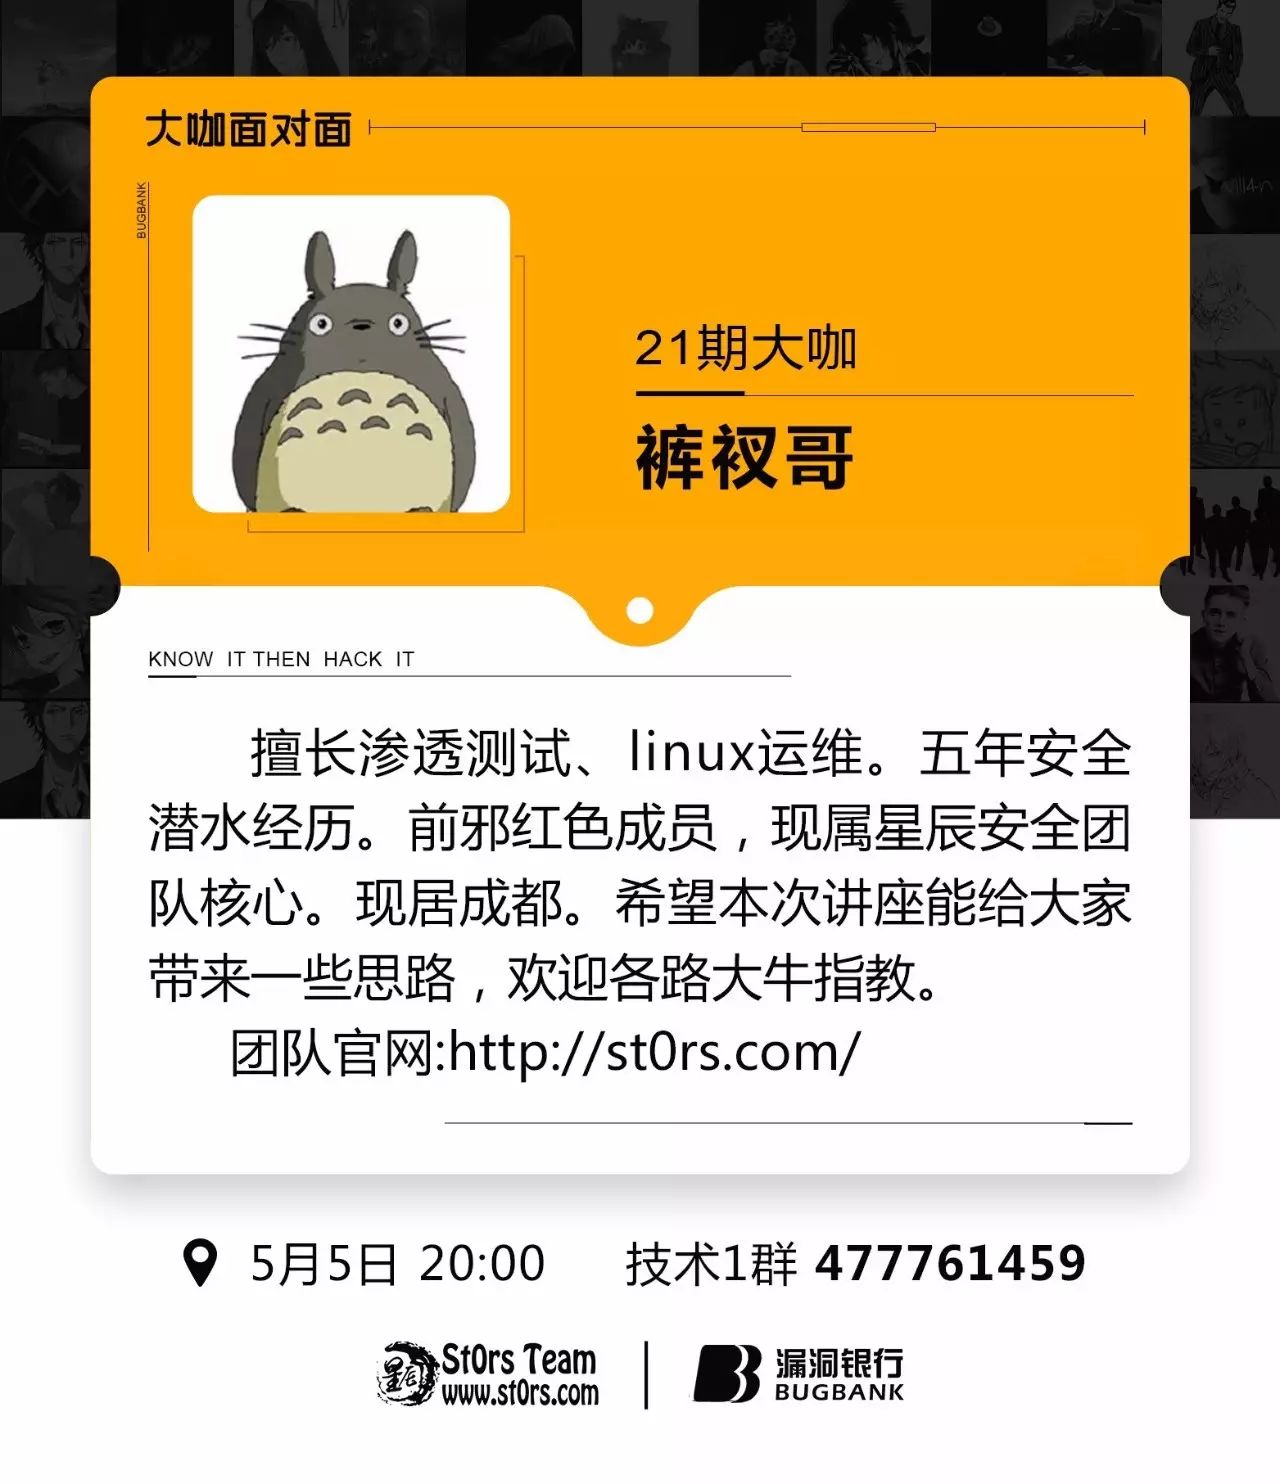 大咖面对面
BUGBANK
21期大咖
裤衩哥
KNOW IT THEN HACK IT
擅长渗透测试、linux运维。五年安全
潜水经历。前邪红色成员，现属星辰安全团
队核心。现居成都。希望本次讲座能给大家
带来一些思路，欢迎各路大牛指教。
团队官网:http://st0rs.com/
5月5日 20:00 技术1群 477761459
星辰 St0rs Team 漏洞银行
www.st0rs.com BUGBANK